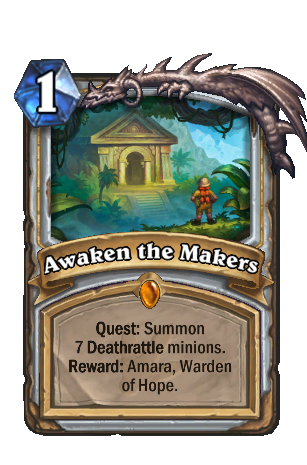 1
Awaken the Makers
Quest: Summon
7 Deathrattle minions.
Reward: Amara, Warden
of Hope.